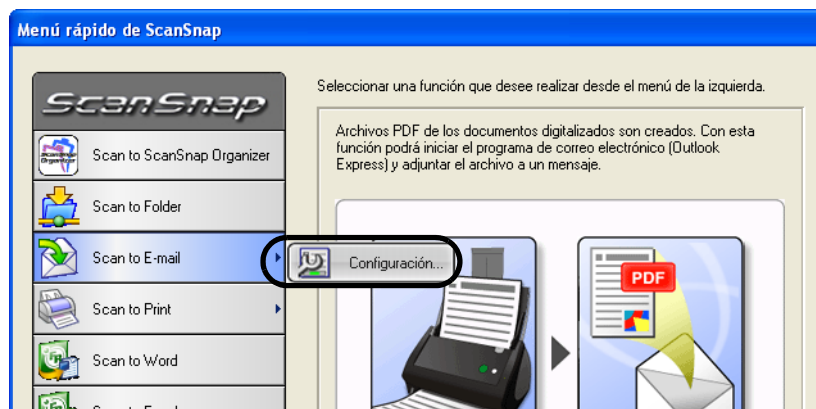 Menú rápido de ScanSnap
ScanSnap
Seleccionar una función que desee realizar desde el menú de la izquierda.
Archivos PDF de los documentos digitalizados son creados. Con esta
función podrá iniciar el programa de correo electrónico (Outlook
Express) y adjuntar el archivo a un mensaje.
Scan to ScanSnap Organizer
Scan to Folder
Scan to E-mail
Configuración...
Scan to Print
Scan to Word
PDF